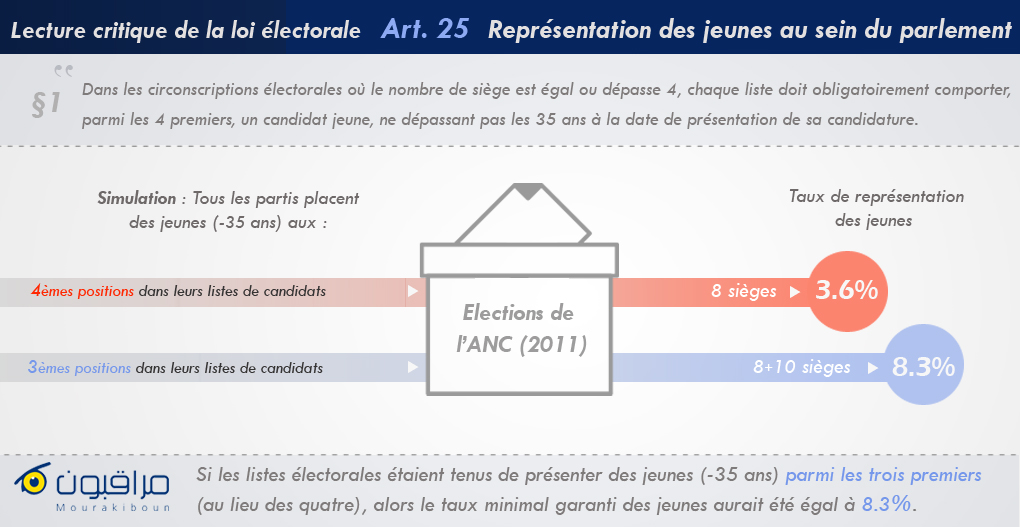 Lecture critique de la loi électorale Art. 25 Représentation des jeunes au sein du parlement
§1 Dans les circonscriptions électorales où le nombre de siège est égal ou dépasse 4, chaque liste doit obligatoirement comporter,
parmi les 4 premiers, un candidat jeune, ne dépassant pas les 35 ans à la date de présentation de sa candidature.
Simulation : Tous les partis placent
des jeunes (-35 ans) aux :
Taux de représentation
des jeunes
4èmes positions dans leurs listes de candidats
8 sièges
3.6%
Elections de
l'ANC (2011)
3èmes positions dans leurs listes de candidats
8+10 sièges
8.3%
مراقبون
Mourakiboun
Si les listes électorales étaient tenus de présenter des jeunes (-35 ans) parmi les trois premiers
(au lieu des quatre), alors le taux minimal garanti des jeunes aurait été égal à 8.3%.